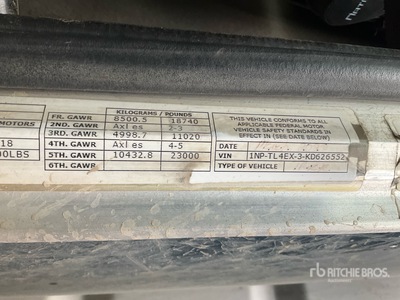 KILOGRAMS / POUNDS
FR. GAWR 8500.5 18740
2ND. GAWR Axles 2-3
3RD. GAWR 4998.7 11020
4TH. GAWR Axles 4-5
5TH. GAWR 10432.8 23000
6TH. GAWR
MOTORS
18
00LBS
THIS VEHICLE CONFORMS TO ALL
APPLICABLE FEDERAL MOTOR
VEHICLE SAFETY STANDARDS IN
EFFECT IN (SEE DATE BELOW)
DATE
VIN 1NP-TL4EX-3-KD626552
TYPE OF VEHICLE
rb RITCHIE BROS.